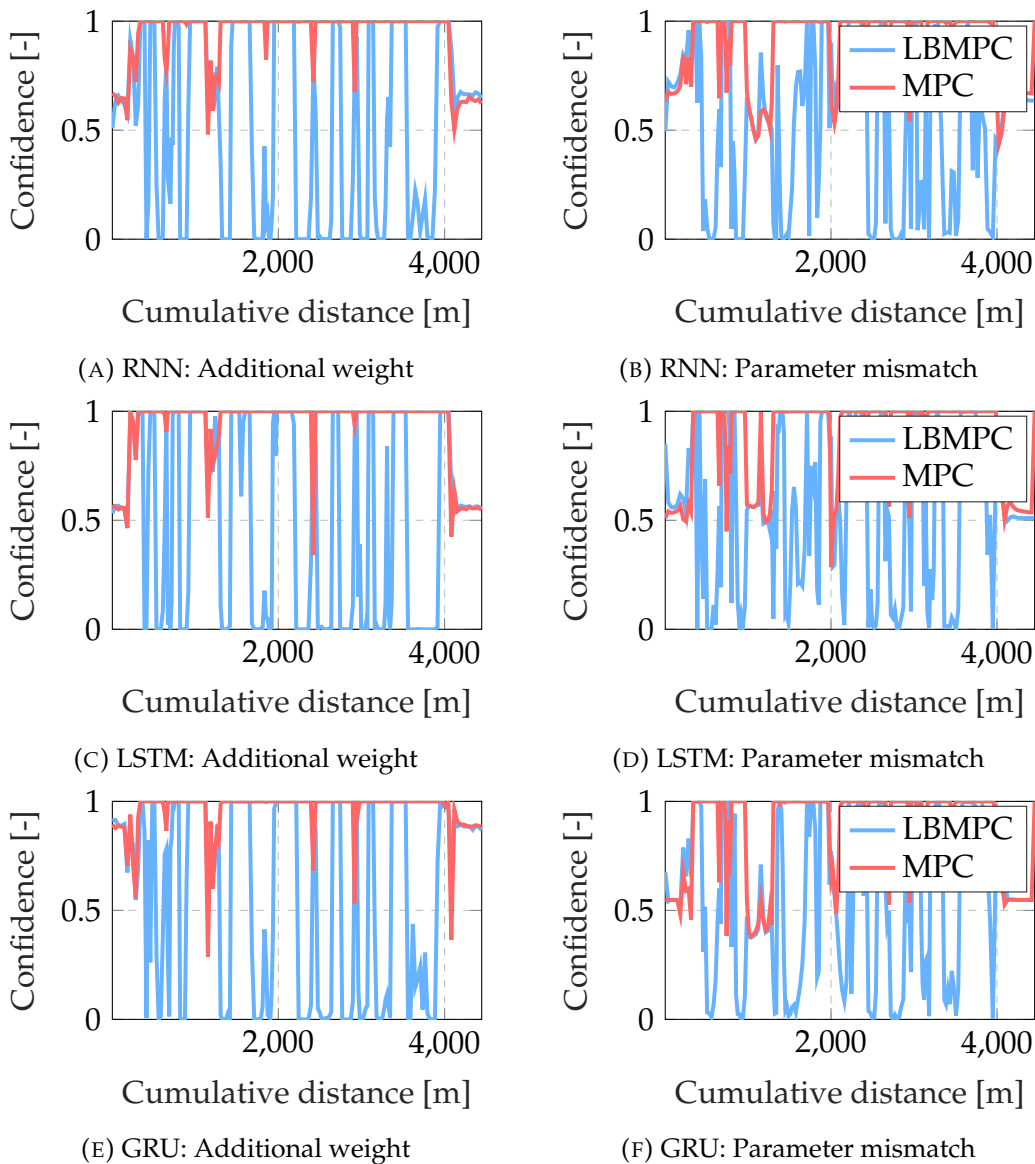 1
0.5
0
Confidence [-]
2,000
4,000
Cumulative distance [m]
(A) RNN: Additional weight
1
0.5
0
Confidence [-]
LBMPC
MPC
2,000
4,000
Cumulative distance [m]
(B) RNN: Parameter mismatch
1
0.5
0
Confidence [-]
2,000
4,000
Cumulative distance [m]
(C) LSTM: Additional weight
1
0.5
0
Confidence [-]
LBMPC
MPC
2,000
4,000
Cumulative distance [m]
(D) LSTM: Parameter mismatch
1
0.5
0
Confidence [-]
2,000
4,000
Cumulative distance [m]
(E) GRU: Additional weight
1
0.5
0
Confidence [-]
LBMPC
MPC
2,000
4,000
Cumulative distance [m]
(F) GRU: Parameter mismatch